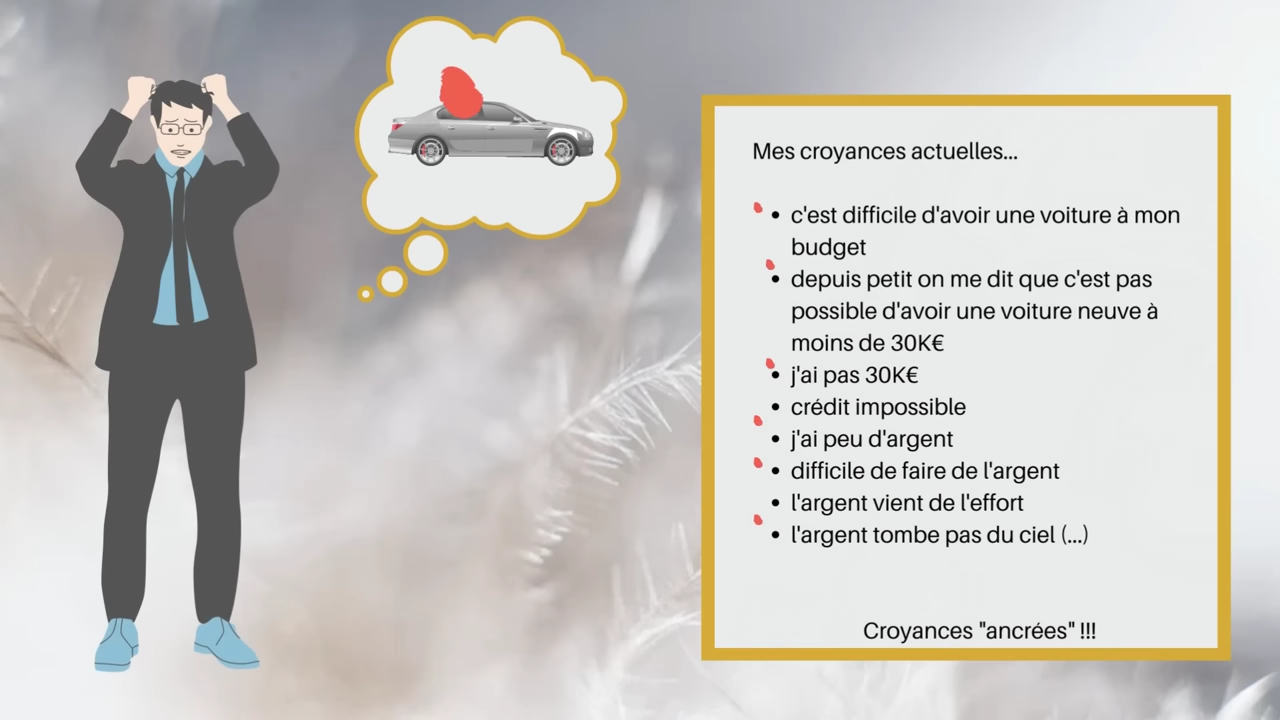 Mes croyances actuelles...
• c'est difficile d'avoir une voiture à mon
budget
• depuis petit on me dit que c'est pas
possible d'avoir une voiture neuve à
moins de 30K€
• j'ai pas 30K€
• crédit impossible
• j'ai peu d'argent
• difficile de faire de l'argent
• l'argent vient de l'effort
• l'argent tombe pas du ciel (...)
Croyances "ancrées" !!!